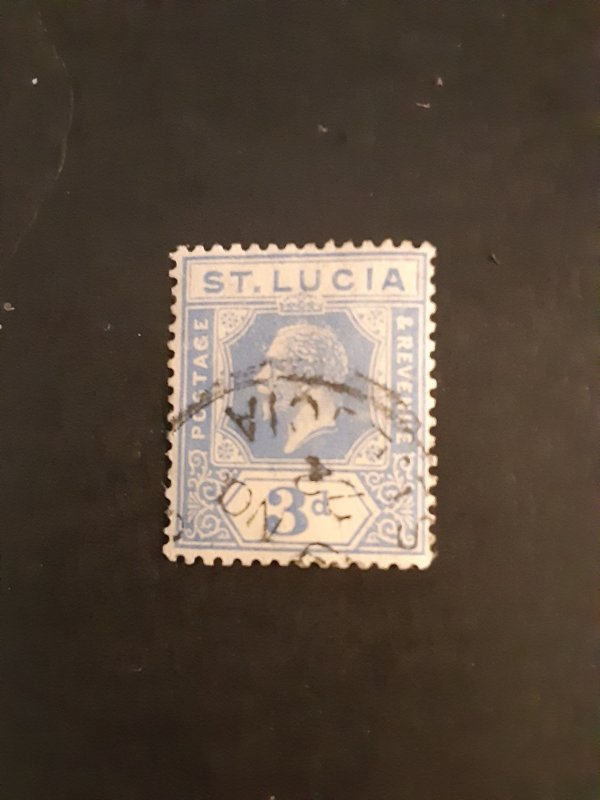 ST. LUCIA
POSTAGE
& REVENUE
3d